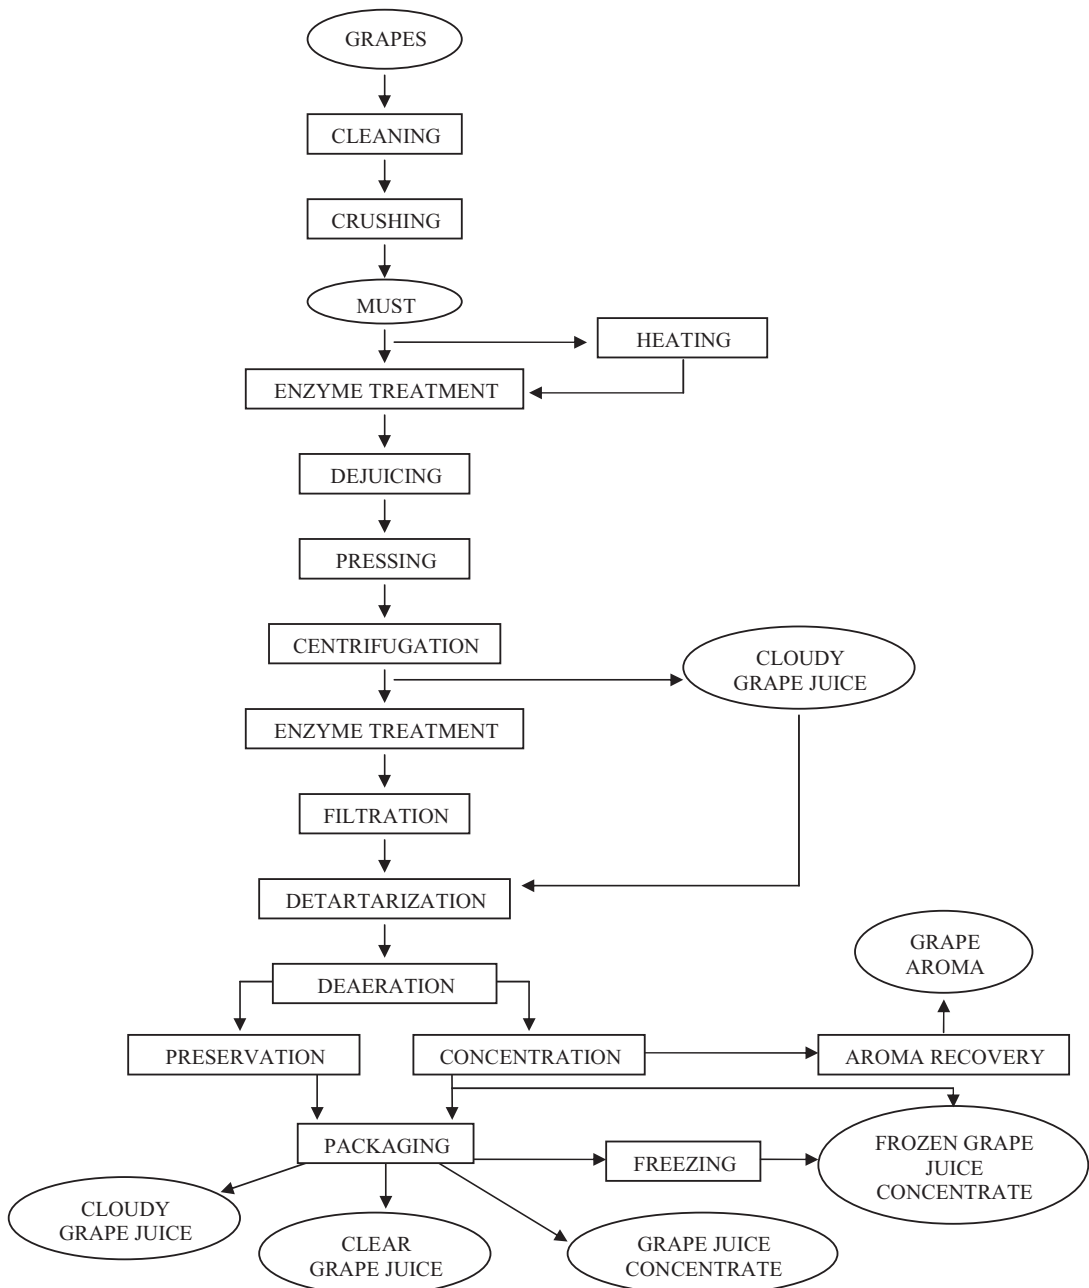 GRAPES
CLEANING
CRUSHING
MUST
HEATING
ENZYME TREATMENT
DEJUICING
PRESSING
CENTRIFUGATION
CLOUDY
GRAPE JUICE
ENZYME TREATMENT
FILTRATION
DETARTARIZATION
GRAPE
AROMA
DEAERATION
PRESERVATION
CONCENTRATION
AROMA RECOVERY
PACKAGING
FREEZING
FROZEN GRAPE
JUICE
CONCENTRATE
CLOUDY
GRAPE JUICE
CLEAR
GRAPE JUICE
GRAPE JUICE
CONCENTRATE